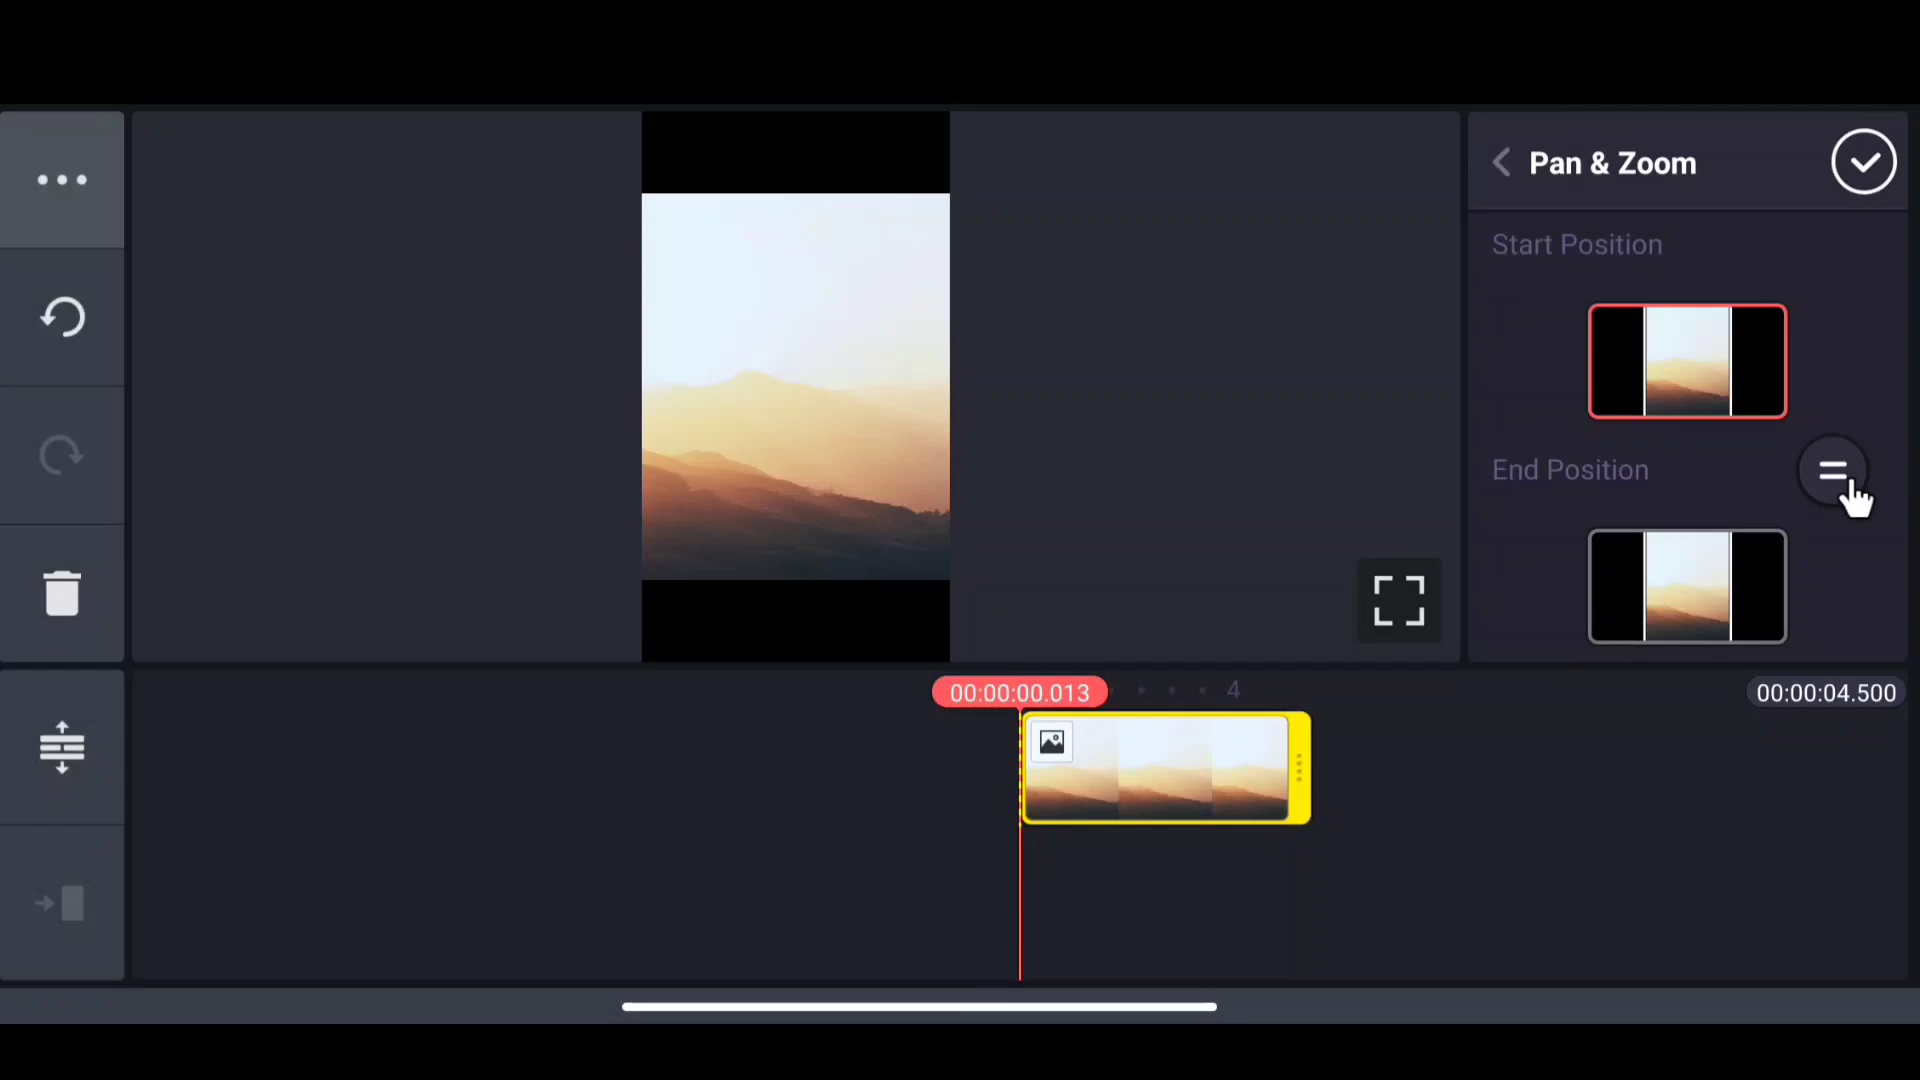 Pan & Zoom
Start Position
End Position
00:00:00.013
4
00:00:04.500